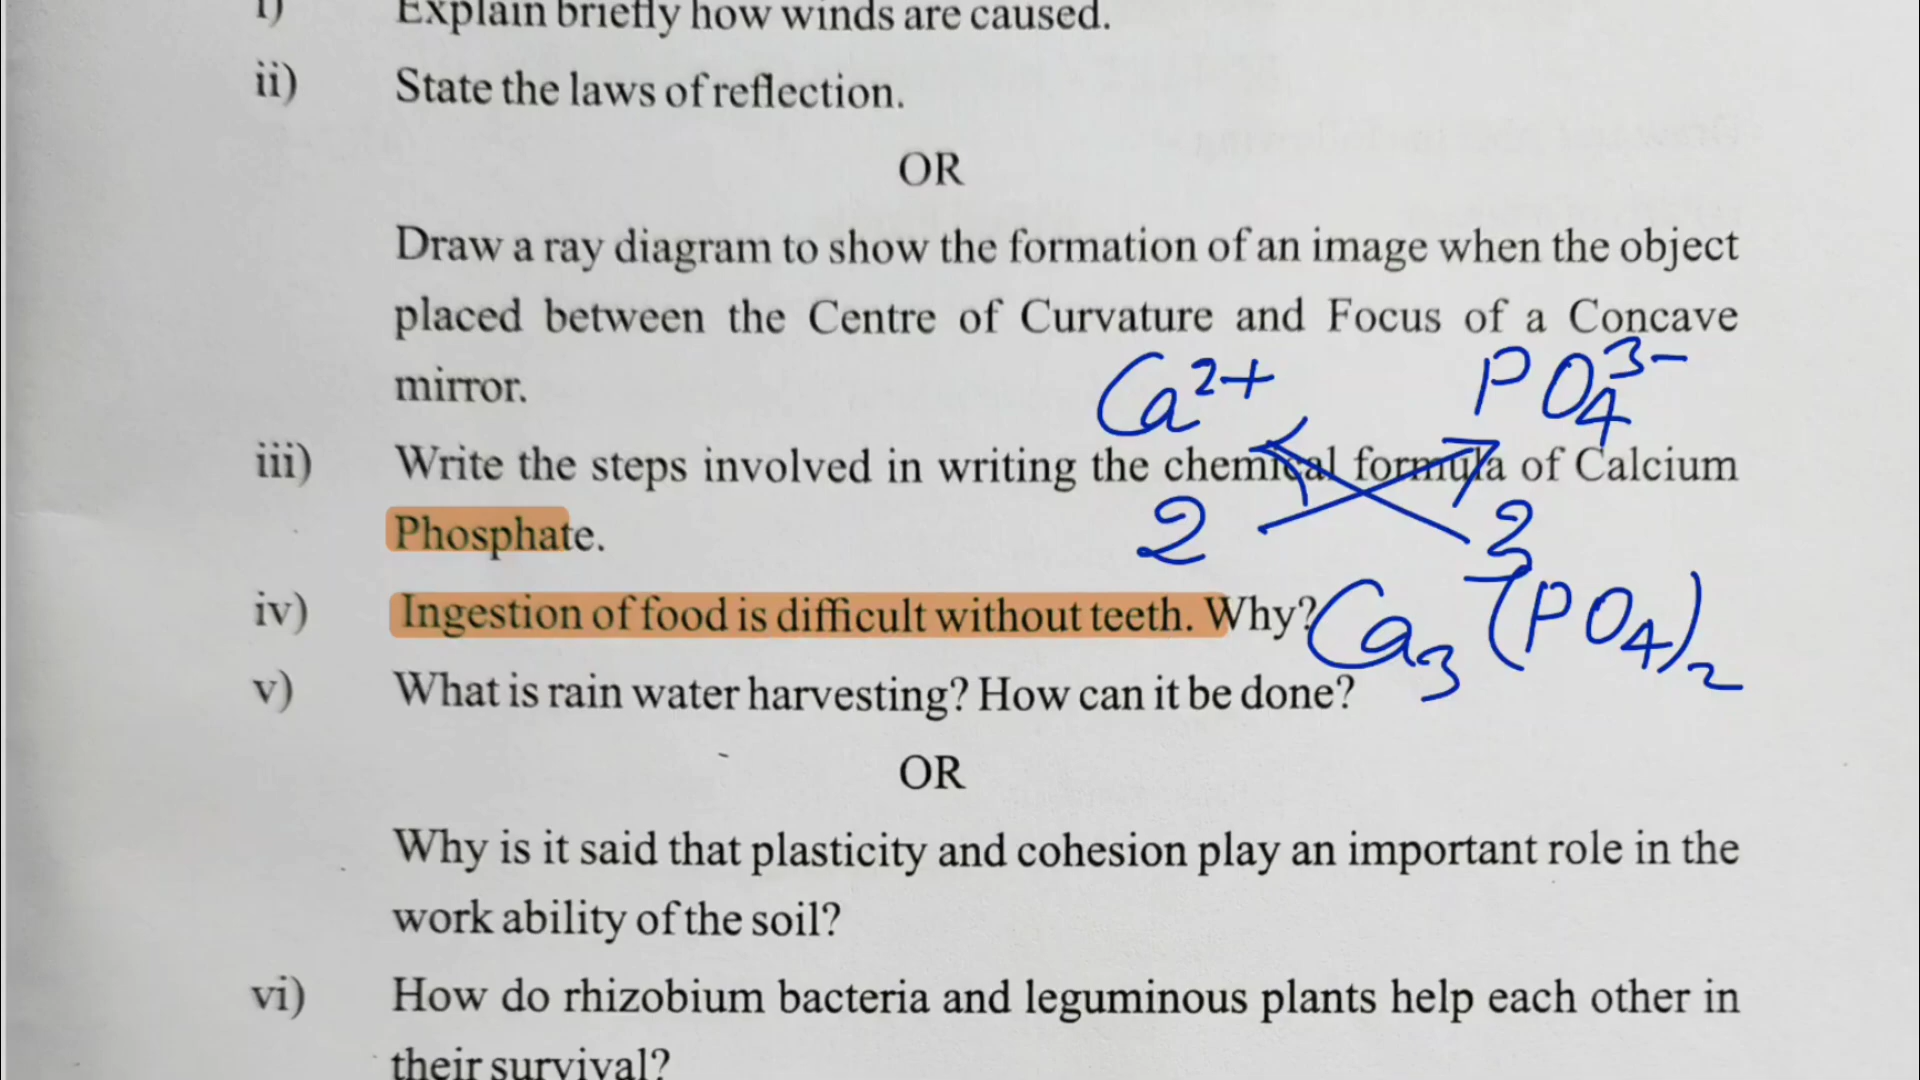 i) Explain briefly how winds are caused.
ii) State the laws of reflection.
OR
Draw a ray diagram to show the formation of an image when the object
placed between the Centre of Curvature and Focus of a Concave
mirror.
Ca²⁺ PO₄³⁻
iii) Write the steps involved in writing the chemical formula of Calcium
Phosphate.
2 3
iv) Ingestion of food is difficult without teeth. Why?
Ca₃(PO₄)₂
v) What is rain water harvesting? How can it be done?
OR
Why is it said that plasticity and cohesion play an important role in the
work ability of the soil?
vi) How do rhizobium bacteria and leguminous plants help each other in
their survival?